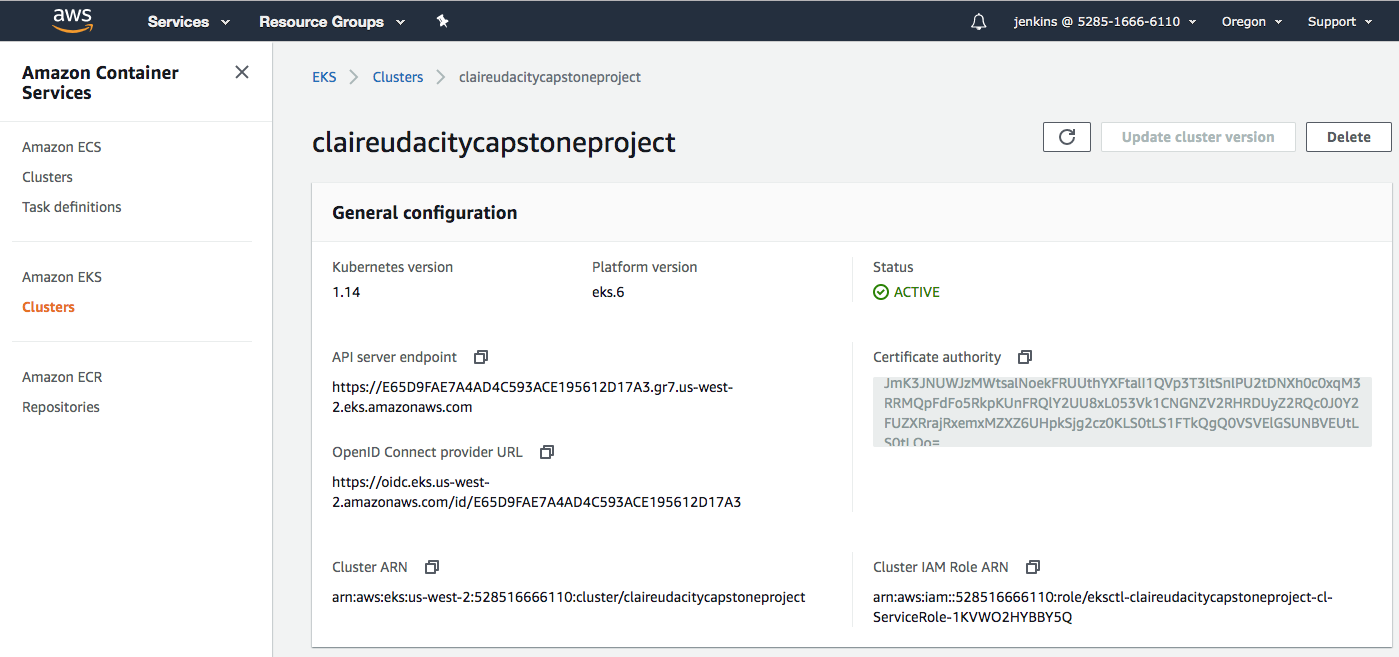 aws
Services
Resource Groups
jenkins @ 5285-1666-6110
Oregon
Support
Amazon Container
Services
Amazon ECS
Clusters
Task definitions
Amazon EKS
Clusters
Amazon ECR
Repositories
EKS
Clusters
claireudacitycapstoneproject
claireudacitycapstoneproject
Update cluster version
Delete
General configuration
Kubernetes version
1.14
Platform version
eks.6
Status
ACTIVE
API server endpoint
https://E65D9FAE7A4AD4C593ACE195612D17A3.gr7.us-west-
2.eks.amazonaws.com
OpenID Connect provider URL
https://oidc.eks.us-west-
2.amazonaws.com/id/E65D9FAE7A4AD4C593ACE195612D17A3
Certificate authority
Cluster ARN
arn:aws:eks:us-west-2:528516666110:cluster/claireudacitycapstoneproject
Cluster IAM Role ARN
arn:aws:iam::528516666110:role/eksctl-claireudacitycapstoneproject-cl-
ServiceRole-1KVWO2HYBBY5Q